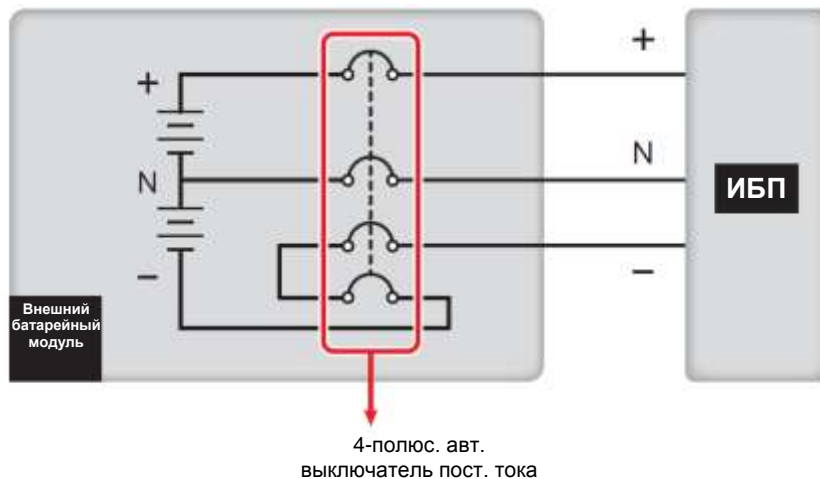 +
+
N
N
ИБП
−
−
Внешний
батарейный
модуль
4-полюс. авт.
выключатель пост. тока